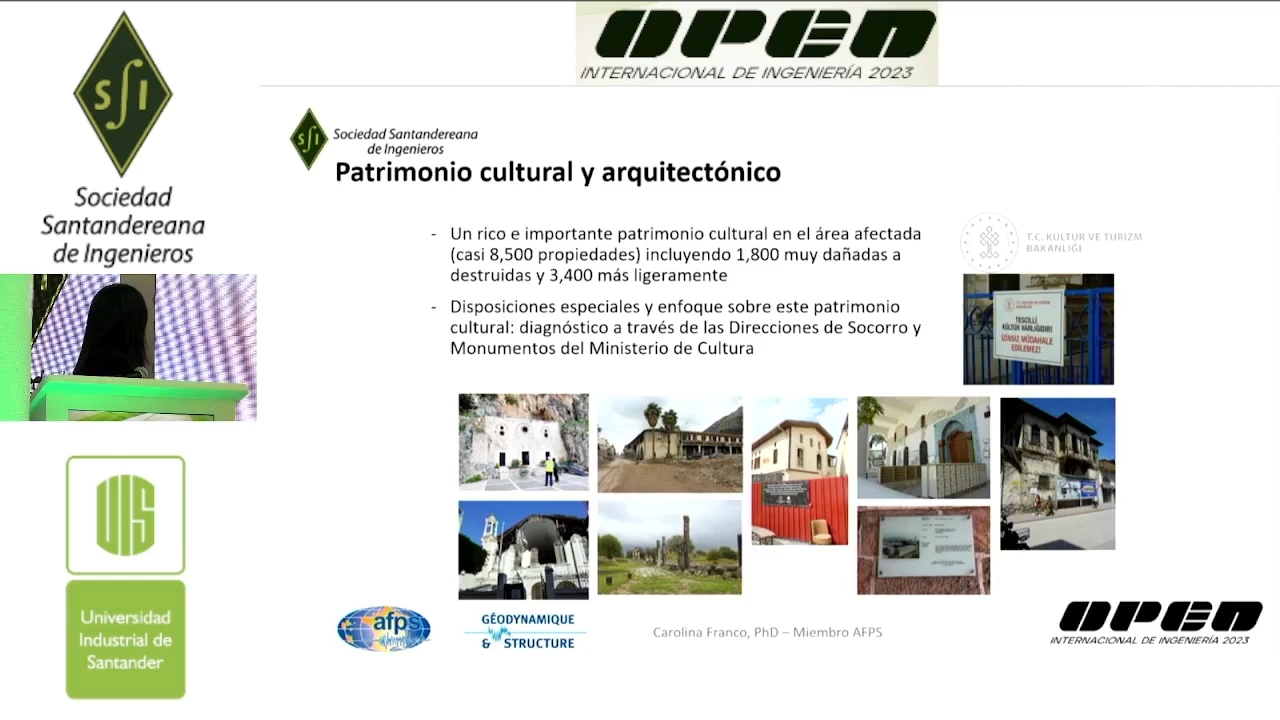 OPEN
INTERNACIONAL DE INGENIERÍA 2023
SSI
Sociedad
Santandereana
de Ingenieros
SSI
Sociedad Santandereana
de Ingenieros
Patrimonio cultural y arquitectónico
- Un rico e importante patrimonio cultural en el área afectada
(casi 8,500 propiedades) incluyendo 1,800 muy dañadas a
destruidas y 3,400 más ligeramente
- Disposiciones especiales y enfoque sobre este patrimonio
cultural: diagnóstico a través de las Direcciones de Socorro y
Monumentos del Ministerio de Cultura
T.C. KULTUR VE TURIZM
BAKANLIĞI
TESCİLLİ
KÜLTÜR VARLIĞIDIR!
İZİNSİZ MÜDAHALE
EDİLEMEZ!
UIS
Universidad
Industrial de
Santander
afps
GÉODYNAMIQUE
& STRUCTURE
Carolina Franco, PhD – Miembro AFPS
OPEN
INTERNACIONAL DE INGENIERÍA 2023